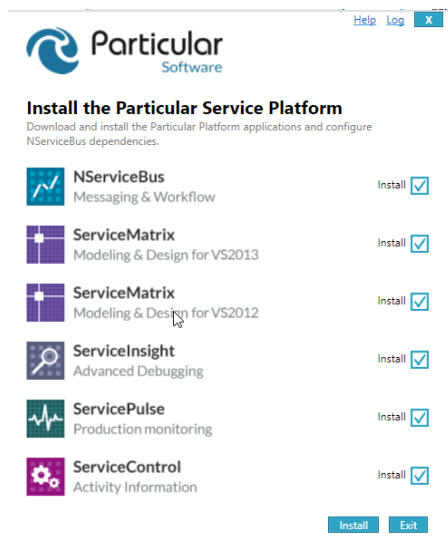 Help Log X
Particular
Software
Install the Particular Service Platform
Download and install the Particular Platform applications and configure
NServiceBus dependencies.
NServiceBus
Messaging & Workflow
Install
ServiceMatrix
Modeling & Design for VS2013
Install
ServiceMatrix
Modeling & Design for VS2012
Install
ServiceInsight
Advanced Debugging
Install
ServicePulse
Production monitoring
Install
ServiceControl
Activity Information
Install
Install Exit